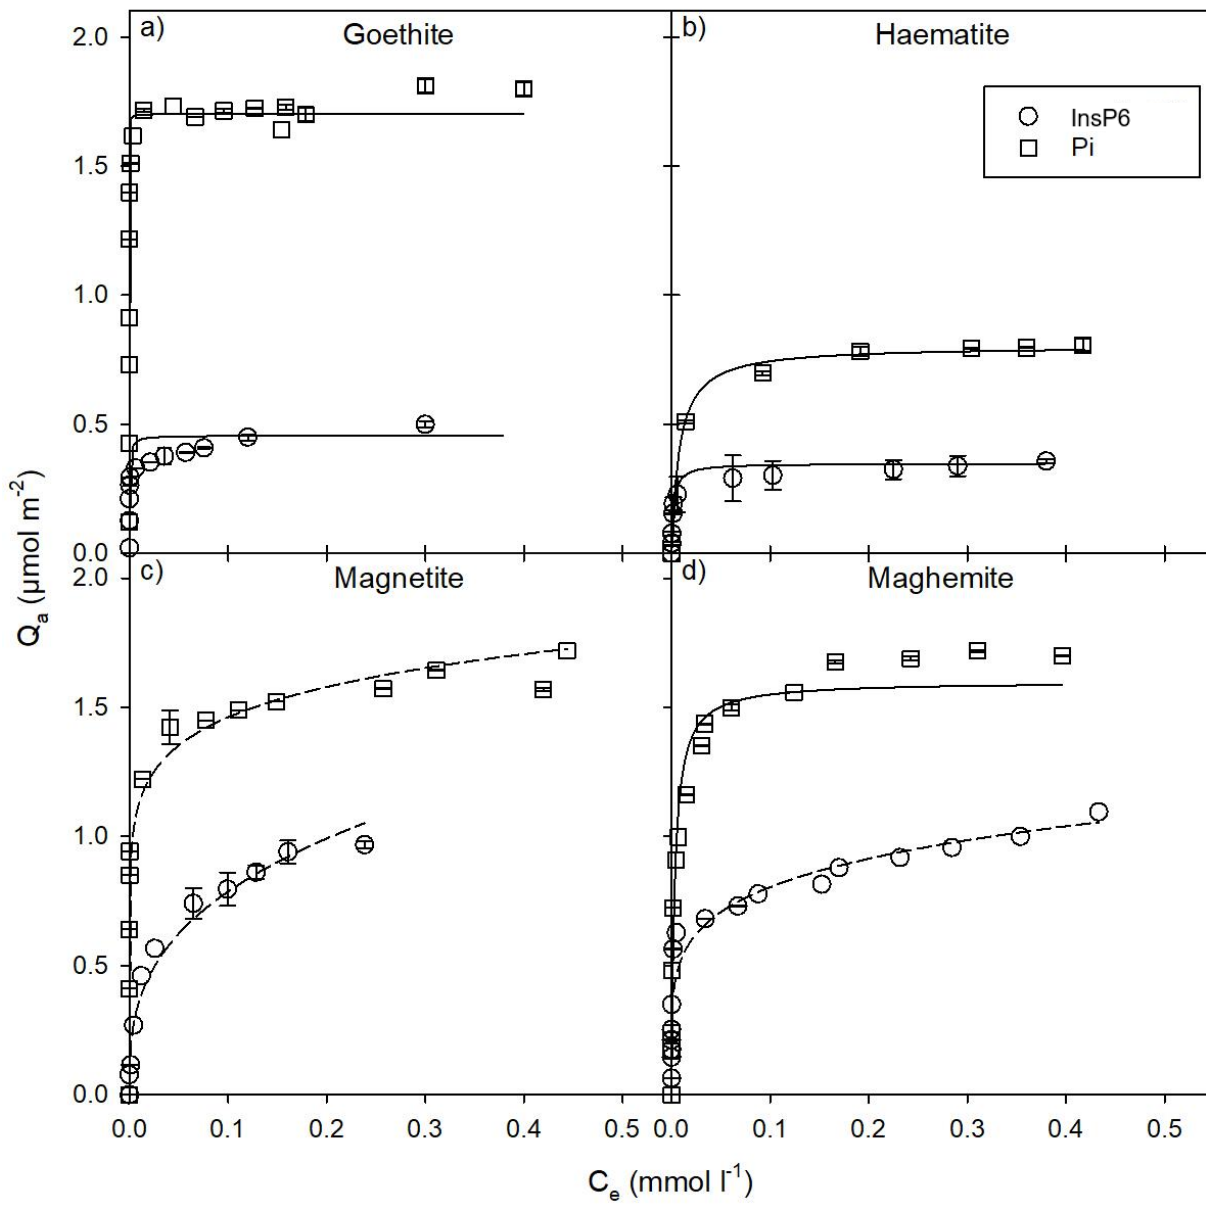 a) Goethite
b) Haematite
InsP6
Pi
2.0
1.5
1.0
0.5
0.0
c) Magnetite
d) Maghemite
2.0
1.5
1.0
0.5
0.0
Qa (µmol m-2)
0.0 0.1 0.2 0.3 0.4 0.5
0.0 0.1 0.2 0.3 0.4 0.5
Ce (mmol l-1)